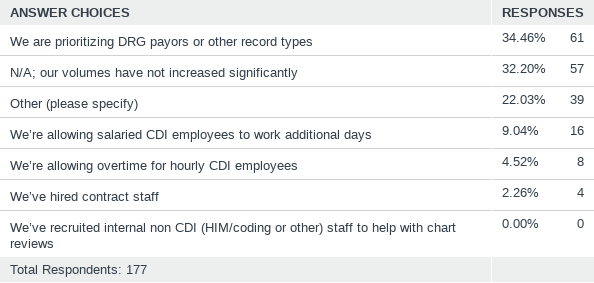 ANSWER CHOICES RESPONSES
We are prioritizing DRG payors or other record types 34.46% 61
N/A; our volumes have not increased significantly 32.20% 57
Other (please specify) 22.03% 39
We’re allowing salaried CDI employees to work additional days 9.04% 16
We’re allowing overtime for hourly CDI employees 4.52% 8
We’ve hired contract staff 2.26% 4
We’ve recruited internal non CDI (HIM/coding or other) staff to help with chart 0.00% 0
reviews
Total Respondents: 177